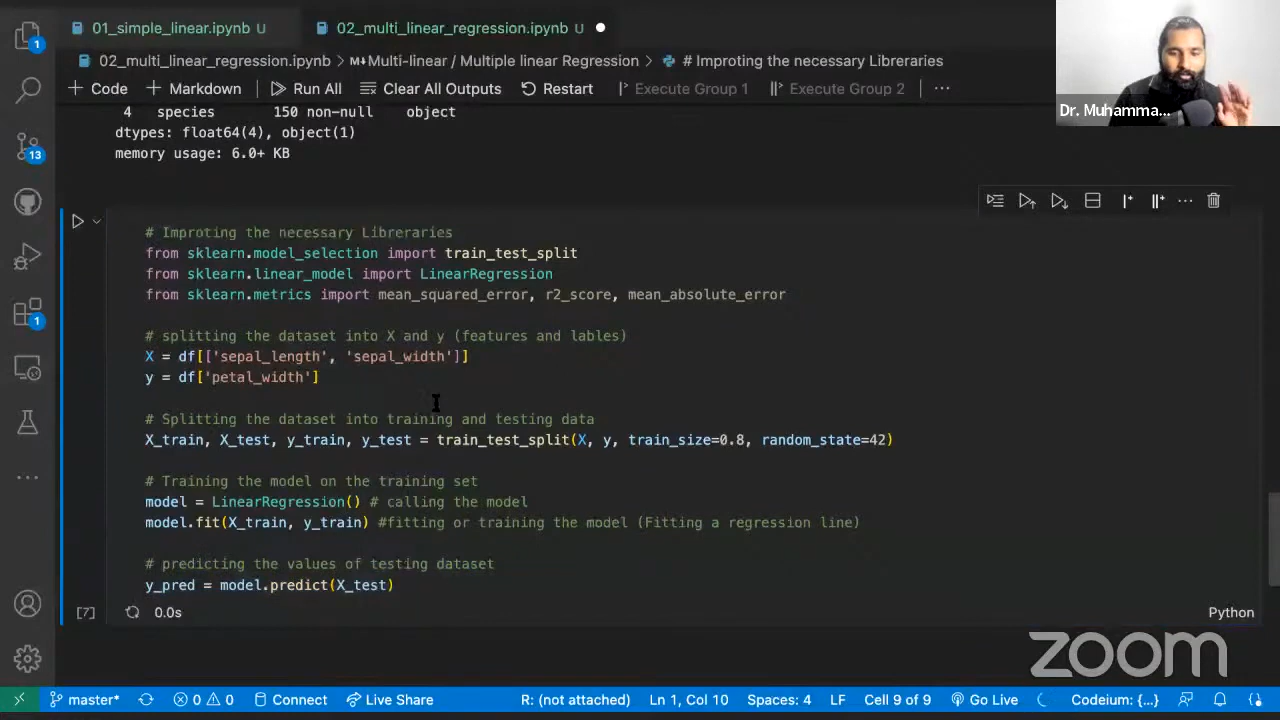 01_simple_linear.ipynb U
02_multi_linear_regression.ipynb U
02_multi_linear_regression.ipynb > M↓Multi-linear / Multiple linear Regression > # Improting the necessary Libreraries
+ Code + Markdown Run All Clear All Outputs Restart Execute Group 1 Execute Group 2 ...
Dr. Muhamma...
4 species 150 non-null object
dtypes: float64(4), object(1)
memory usage: 6.0+ KB
# Improting the necessary Libreraries
from sklearn.model_selection import train_test_split
from sklearn.linear_model import LinearRegression
from sklearn.metrics import mean_squared_error, r2_score, mean_absolute_error
# splitting the dataset into X and y (features and lables)
X = df[['sepal_length', 'sepal_width']]
y = df['petal_width']
# Splitting the dataset into training and testing data
X_train, X_test, y_train, y_test = train_test_split(X, y, train_size=0.8, random_state=42)
# Training the model on the training set
model = LinearRegression() # calling the model
model.fit(X_train, y_train) #fitting or training the model (Fitting a regression line)
# predicting the values of testing dataset
y_pred = model.predict(X_test)
[7] 0.0s Python
1
13
1
zoom
master* 0 0 Connect Live Share R: (not attached) Ln 1, Col 10 Spaces: 4 LF Cell 9 of 9 Go Live Codeium: {...}